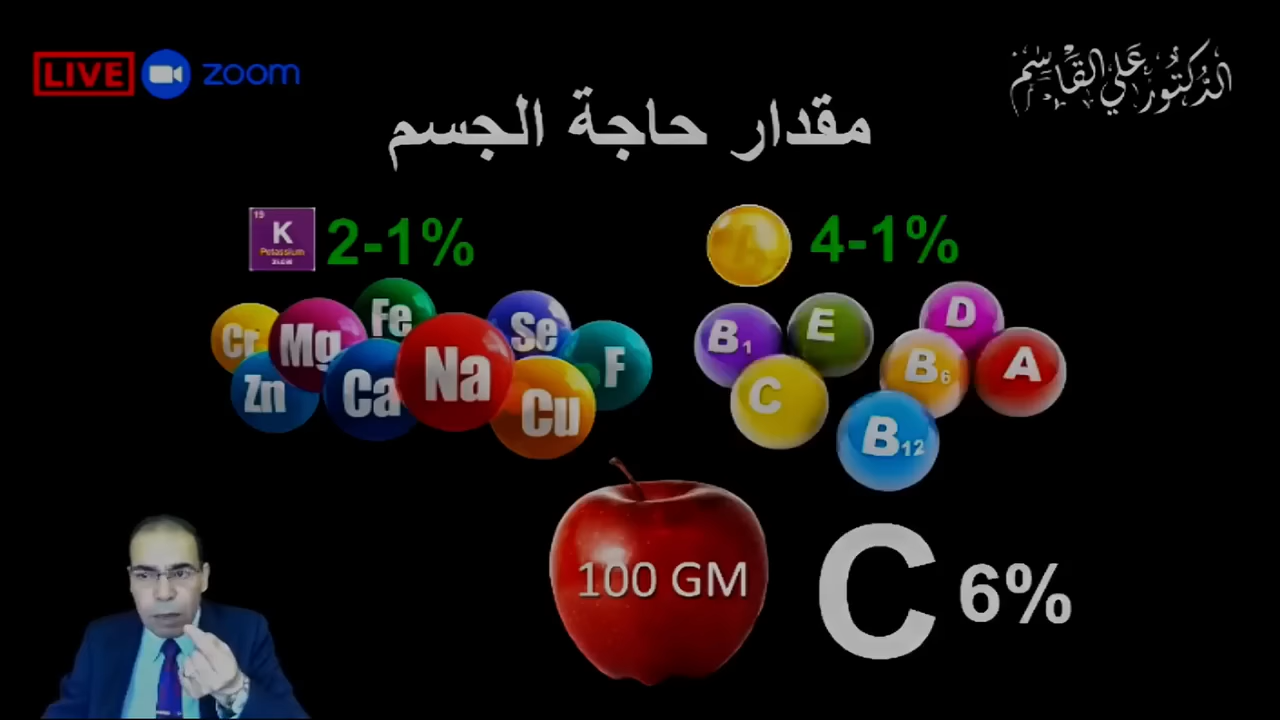 LIVE zoom
الدكتور علي القاسم
مقدار حاجة الجسم
19
K
Potassium
2-1%
4-1%
Cr Mg Fe Se F
Zn Ca Na Cu
B1 E D
C B6 A
B12
100 GM
C 6%